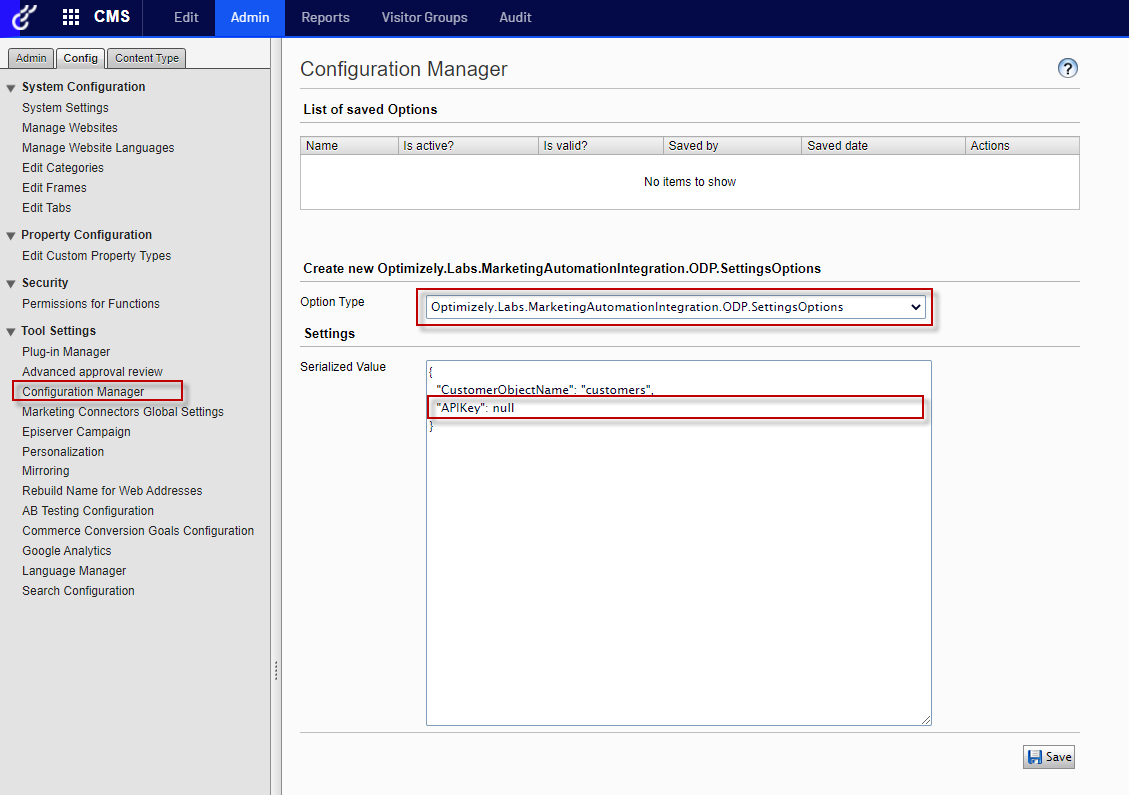 CMS Edit Admin Reports Visitor Groups Audit
Admin Config Content Type
System Configuration
System Settings
Manage Websites
Manage Website Languages
Edit Categories
Edit Frames
Edit Tabs
Property Configuration
Edit Custom Property Types
Security
Permissions for Functions
Tool Settings
Plug-in Manager
Advanced approval review
Configuration Manager
Marketing Connectors Global Settings
Episerver Campaign
Personalization
Mirroring
Rebuild Name for Web Addresses
AB Testing Configuration
Commerce Conversion Goals Configuration
Google Analytics
Language Manager
Search Configuration
Configuration Manager ?
List of saved Options
Name Is active? Is valid? Saved by Saved date Actions
No items to show
Create new Optimizely.Labs.MarketingAutomationIntegration.ODP.SettingsOptions
Option Type Optimizely.Labs.MarketingAutomationIntegration.ODP.SettingsOptions
Settings
Serialized Value
{
"CustomerObjectName": "customers",
"APIKey": null
}
Save